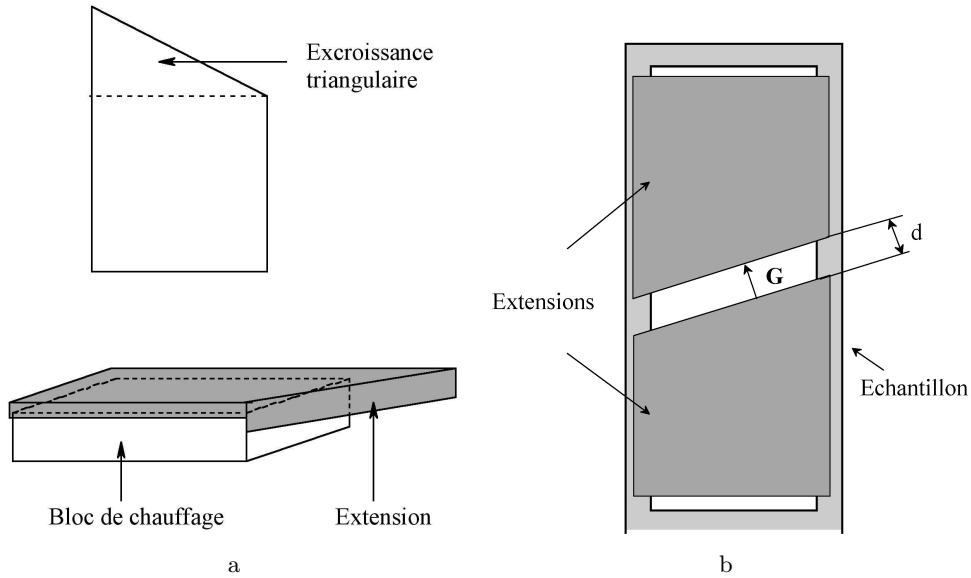 Excroissance
triangulaire
Bloc de chauffage
Extension
a
d
G
Extensions
Echantillon
b